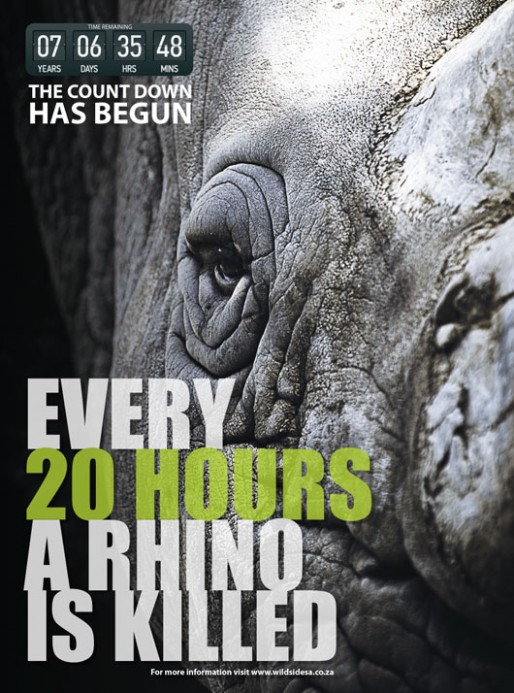 TIME REMAINING
07 06 35 48
YEARS DAYS HRS MINS
THE COUNT DOWN
HAS BEGUN
EVERY
20 HOURS
A RHINO
IS KILLED
For more information visit www.wildsidesa.co.za